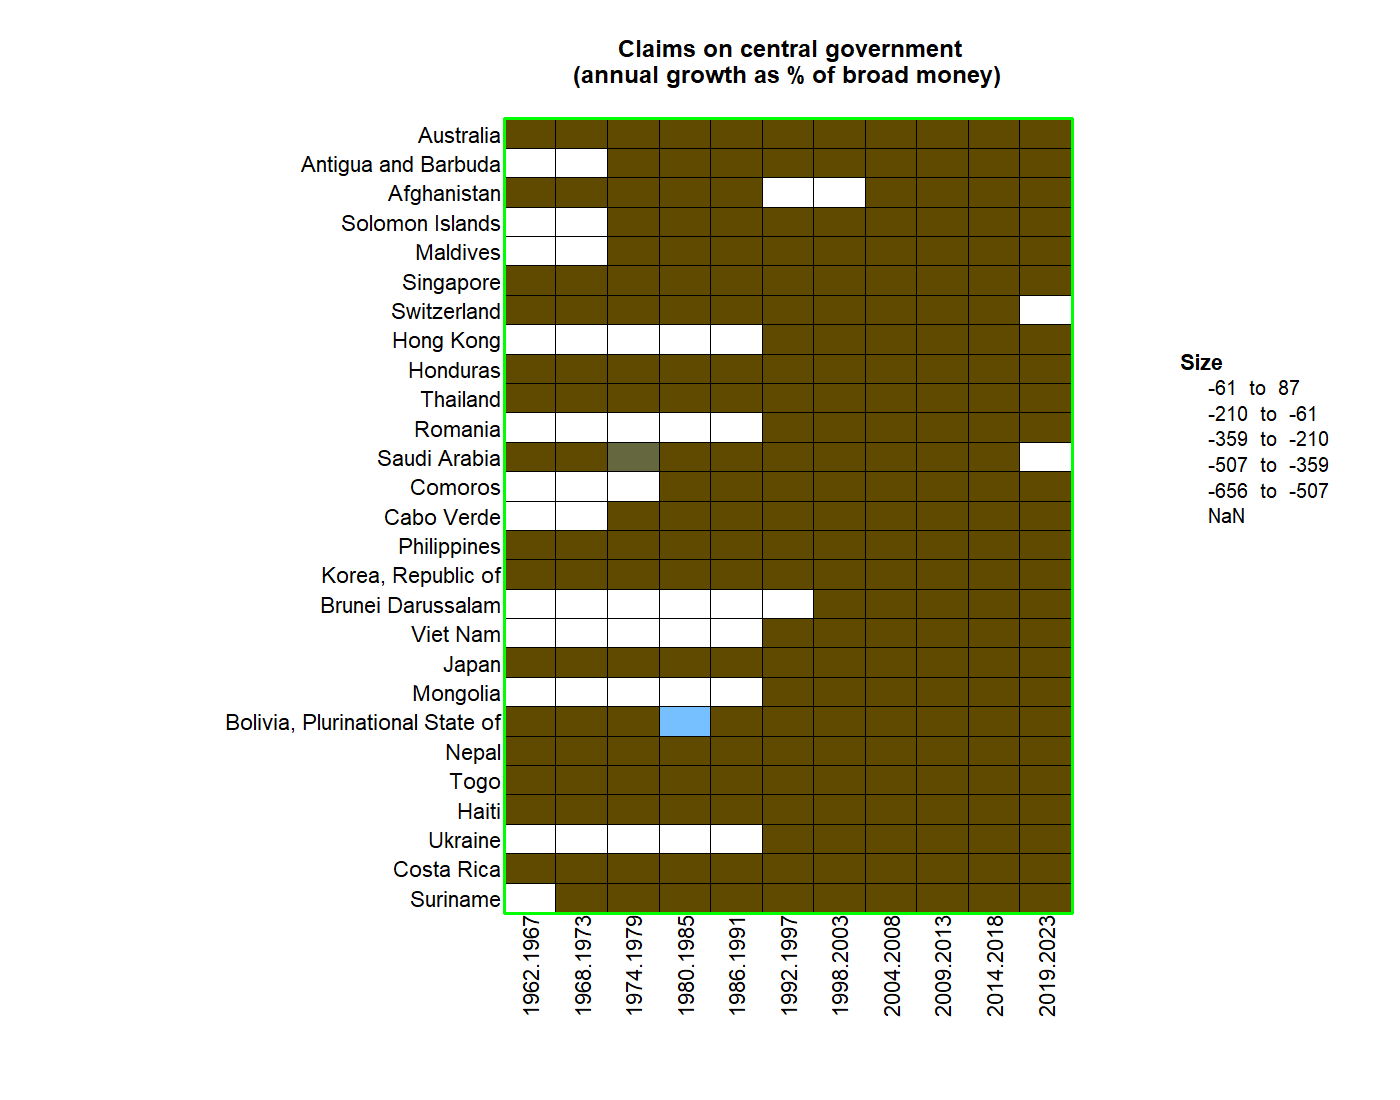 Claims on central government
(annual growth as % of broad money)
Australia
Antigua and Barbuda
Afghanistan
Solomon Islands
Maldives
Singapore
Switzerland
Hong Kong
Honduras
Thailand
Romania
Saudi Arabia
Comoros
Cabo Verde
Philippines
Korea, Republic of
Brunei Darussalam
Viet Nam
Japan
Mongolia
Bolivia, Plurinational State of
Nepal
Togo
Haiti
Ukraine
Costa Rica
Suriname
1962.1967
1968.1973
1974.1979
1980.1985
1986.1991
1992.1997
1998.2003
2004.2008
2009.2013
2014.2018
2019.2023
Size
-61 to 87
-210 to -61
-359 to -210
-507 to -359
-656 to -507
NaN